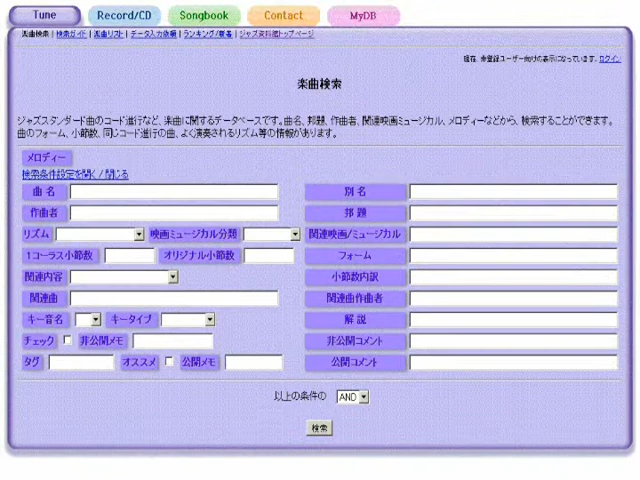 Tune Record/CD Songbook Contact MyDB
楽曲検索 | 検索ガイド | 楽曲リスト | データ入力依頼 | ランキング/新着 | ジャズ資料館トップページ
現在、未登録ユーザー向けの表示になっています。ログイン
楽曲検索
ジャズスタンダード曲のコード進行など、楽曲に関するデータベースです。曲名、邦題、作曲者、関連映画ミュージカル、メロディーなどから、検索することができます。
曲のフォーム、小節数、同じコード進行の曲、よく演奏されるリズム等の情報があります。
メロディー
検索条件設定を開く/閉じる
曲 名 別 名
作曲者 邦 題
リズム 映画ミュージカル分類 関連映画/ミュージカル
1コーラス小節数 オリジナル小節数 フォーム
関連内容 小節数内訳
関連曲 関連曲作曲者
キー音名 キータイプ 解 説
チェック 非公開メモ 非公開コメント
タグ オススメ 公開メモ 公開コメント
以上の条件の AND
検索